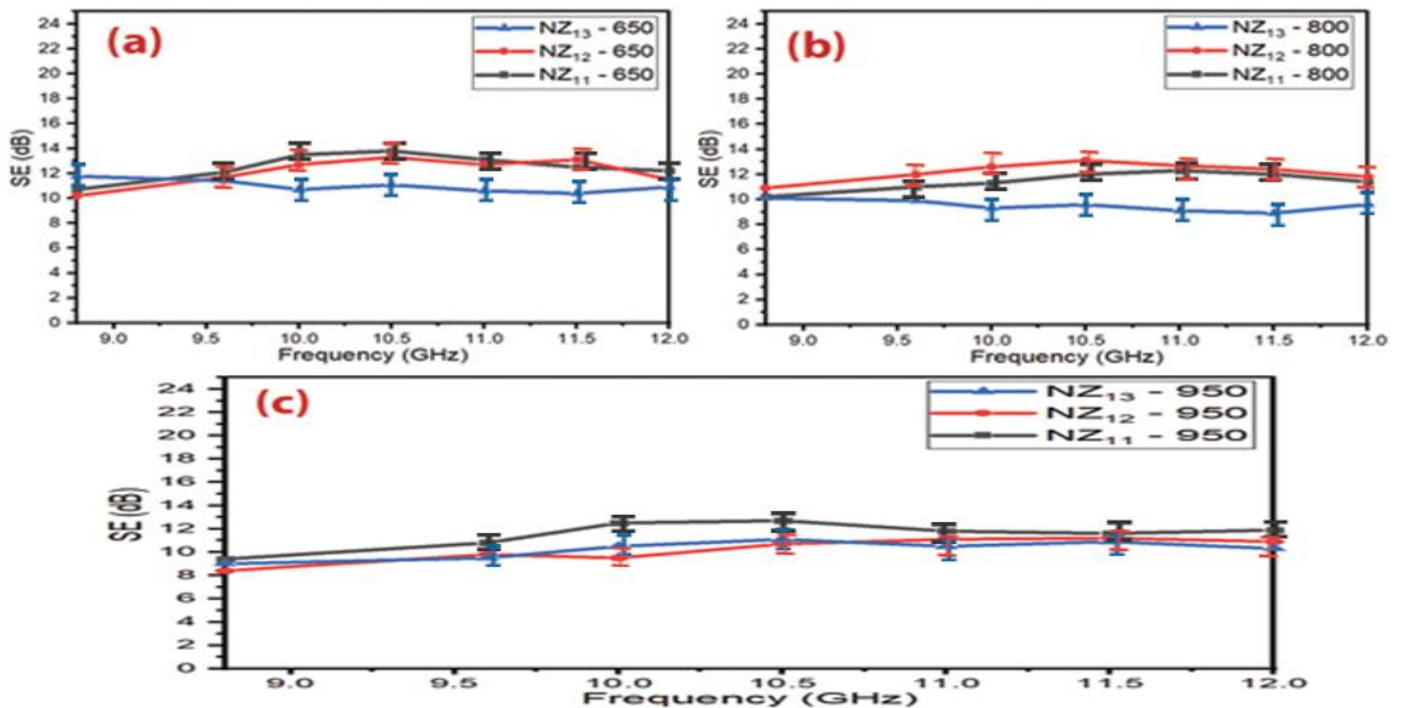 (a)
NZ₁₃ - 650
NZ₁₂ - 650
NZ₁₁ - 650
SE (dB)
24
22
20
18
16
14
12
10
8
6
4
2
0
9.0 9.5 10.0 10.5 11.0 11.5 12.0
Frequency (GHz)
(b)
NZ₁₃ - 800
NZ₁₂ - 800
NZ₁₁ - 800
SE (dB)
24
22
20
18
16
14
12
10
8
6
4
2
0
9.0 9.5 10.0 10.5 11.0 11.5 12.0
Frequency (GHz)
(c)
NZ₁₃ - 950
NZ₁₂ - 950
NZ₁₁ - 950
SE (dB)
24
22
20
18
16
14
12
10
8
6
4
2
0
9.0 9.5 10.0 10.5 11.0 11.5 12.0
Frequency (GHz)